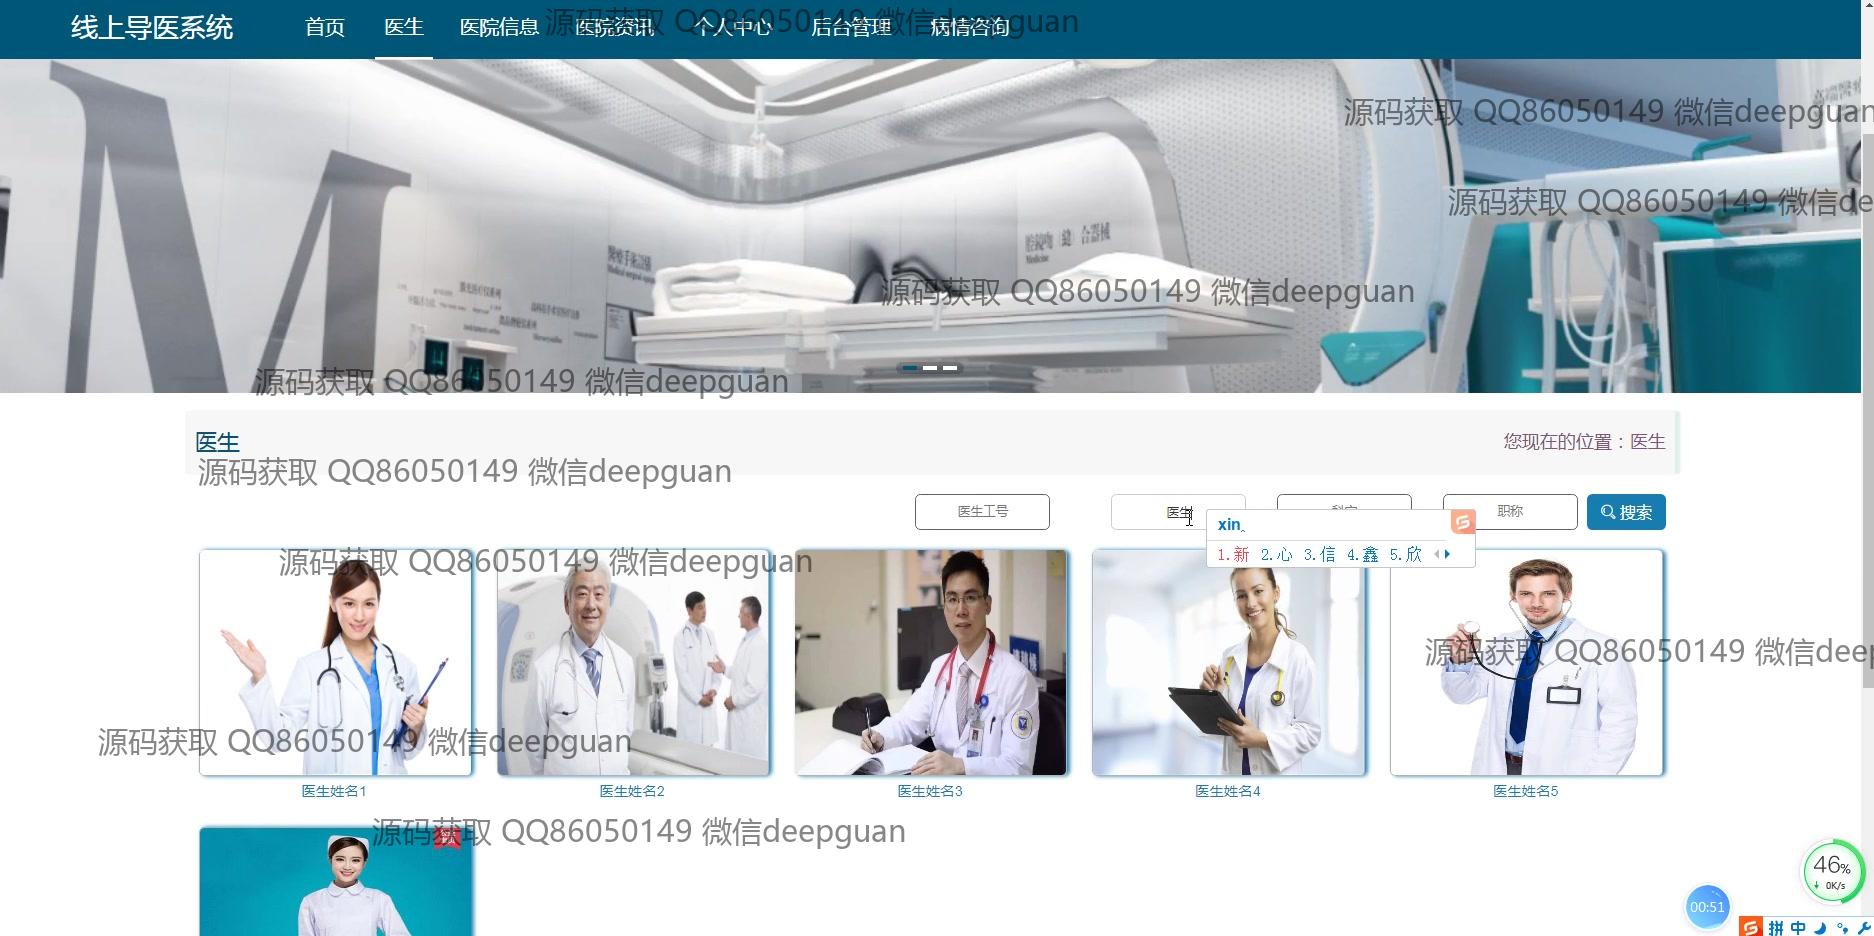 线上导医系统
首页
医生
医院信息
医院资讯
个人中心
后台管理
病情咨询
源码获取 QQ86050149 微信deepguan
源码获取 QQ86050149 微信deepguan
源码获取 QQ86050149 微信dee
源码获取 QQ86050149 微信deepguan
源码获取 QQ86050149 微信deepguan
医生
您现在的位置：医生
源码获取 QQ86050149 微信deepguan
医生工号
医生
科室
职称
搜索
xin
1.新 2.心 3.信 4.鑫 5.欣
源码获取 QQ86050149 微信deepguan
源码获取 QQ86050149 微信deep
源码获取 QQ86050149 微信deepguan
医生姓名1
医生姓名2
医生姓名3
医生姓名4
医生姓名5
源码获取 QQ86050149 微信deepguan
46%
0K/s
00:51
拼 中